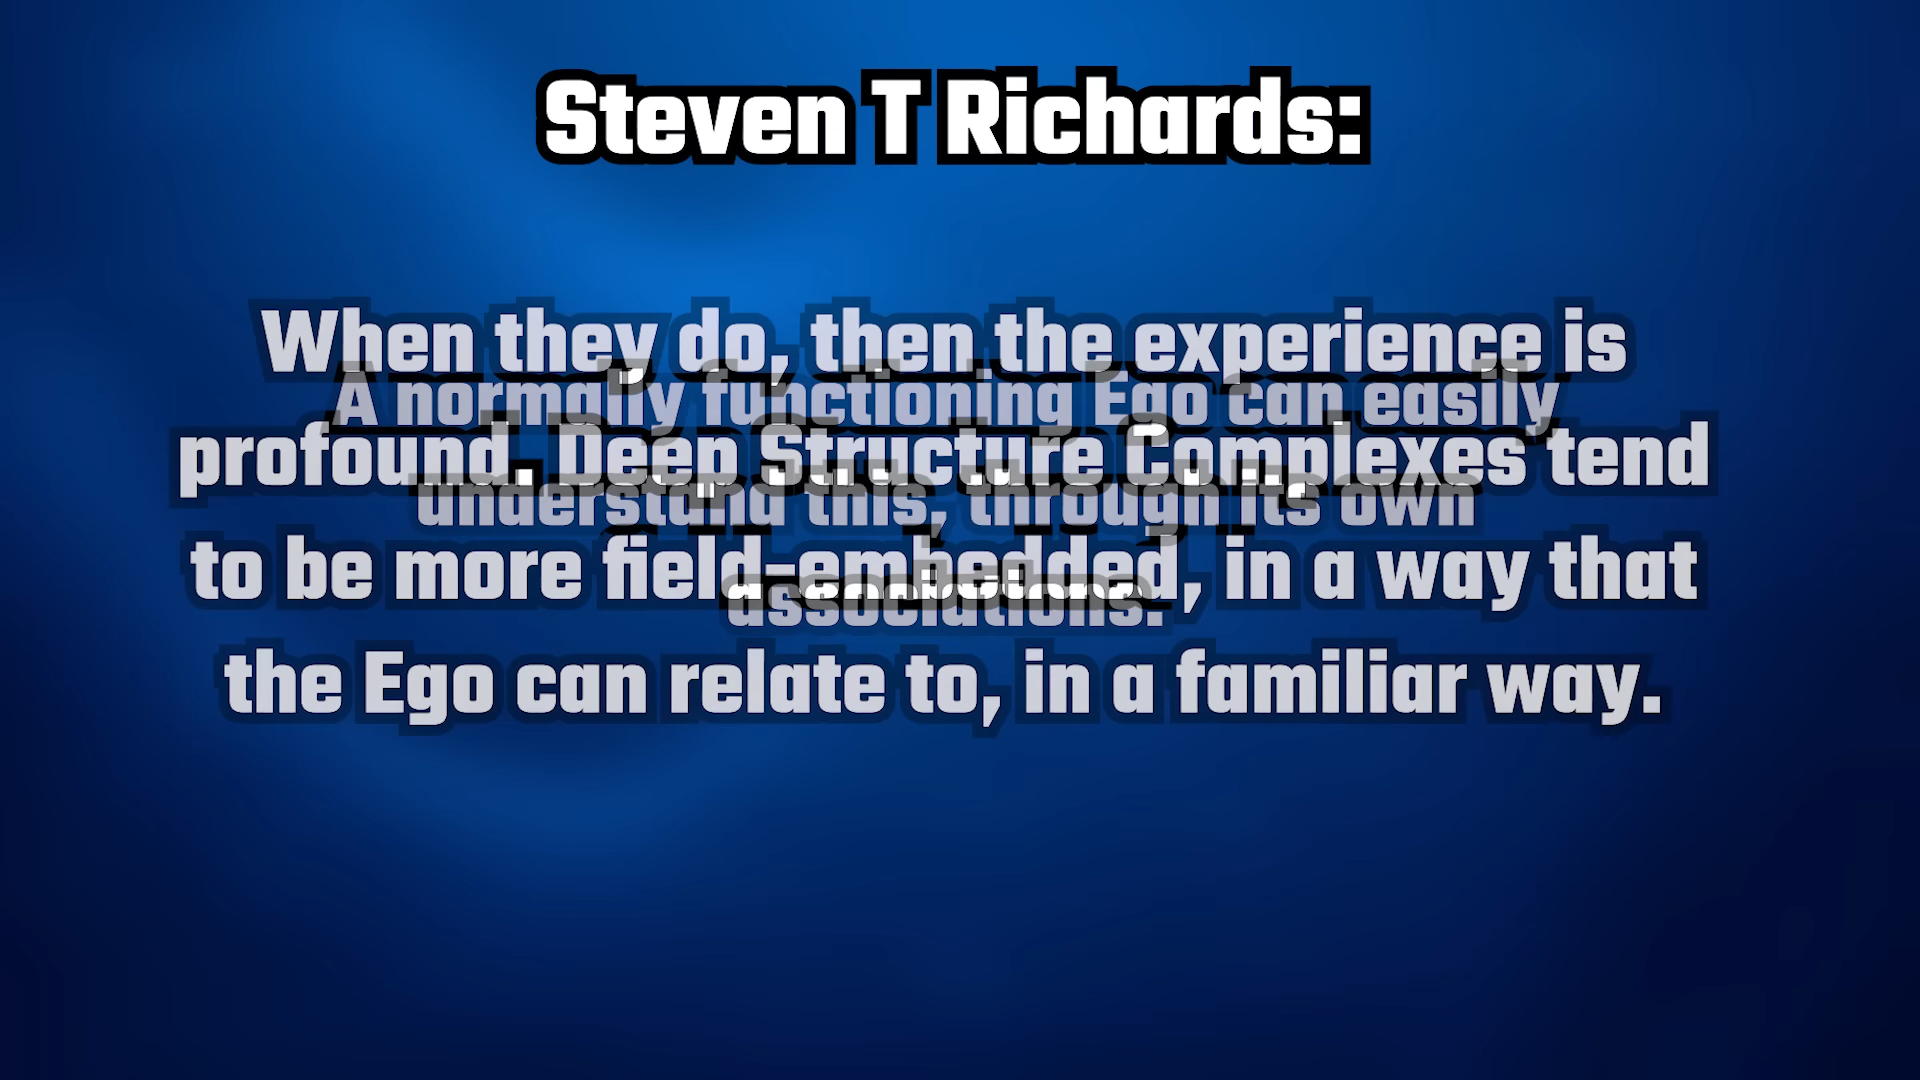 Steven T Richards:
When they do, then the experience is
A normally functioning Ego can easily
profound. Deep Structure Complexes tend
understand this, through its own
to be more field-embedded, in a way that
associations.
the Ego can relate to, in a familiar way.